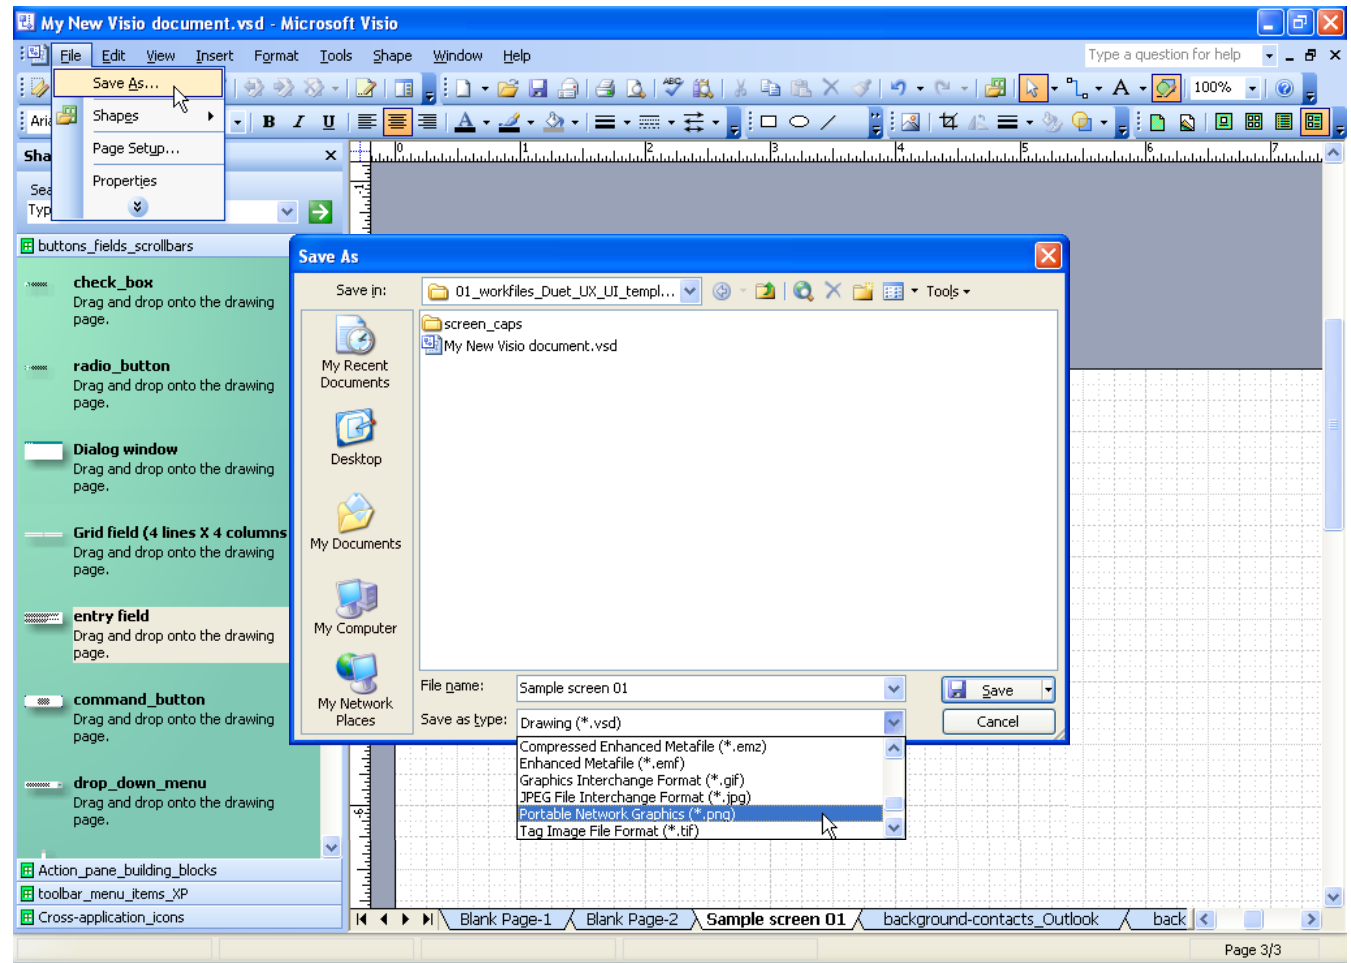 My New Visio document.vsd - Microsoft Visio
File Edit View Insert Format Tools Shape Window Help
Type a question for help
Save As...
100%
Shapes
B I U
A
Page Setup...
0 1 2 3 4 5 6 7
Sha
Properties
Sea
Typ
buttons_fields_scrollbars
check_box
Drag and drop onto the drawing
page.
radio_button
Drag and drop onto the drawing
page.
Dialog window
Drag and drop onto the drawing
page.
Grid field (4 lines X 4 columns
Drag and drop onto the drawing
page.
entry field
Drag and drop onto the drawing
page.
command_button
Drag and drop onto the drawing
page.
drop_down_menu
Drag and drop onto the drawing
page.
Action_pane_building_blocks
toolbar_menu_items_XP
Cross-application_icons
Save As
Save in:
01_workfiles_Duet_UX_UI_templ...
Tools
My Recent
Documents
Desktop
My Documents
My Computer
My Network
Places
screen_caps
My New Visio document.vsd
File name:
Sample screen 01
Save
Save as type:
Drawing (*.vsd)
Cancel
Compressed Enhanced Metafile (*.emz)
Enhanced Metafile (*.emf)
Graphics Interchange Format (*.gif)
JPEG File Interchange Format (*.jpg)
Portable Network Graphics (*.png)
Tag Image File Format (*.tif)
Blank Page-1 Blank Page-2 Sample screen 01 background-contacts_Outlook back
Page 3/3